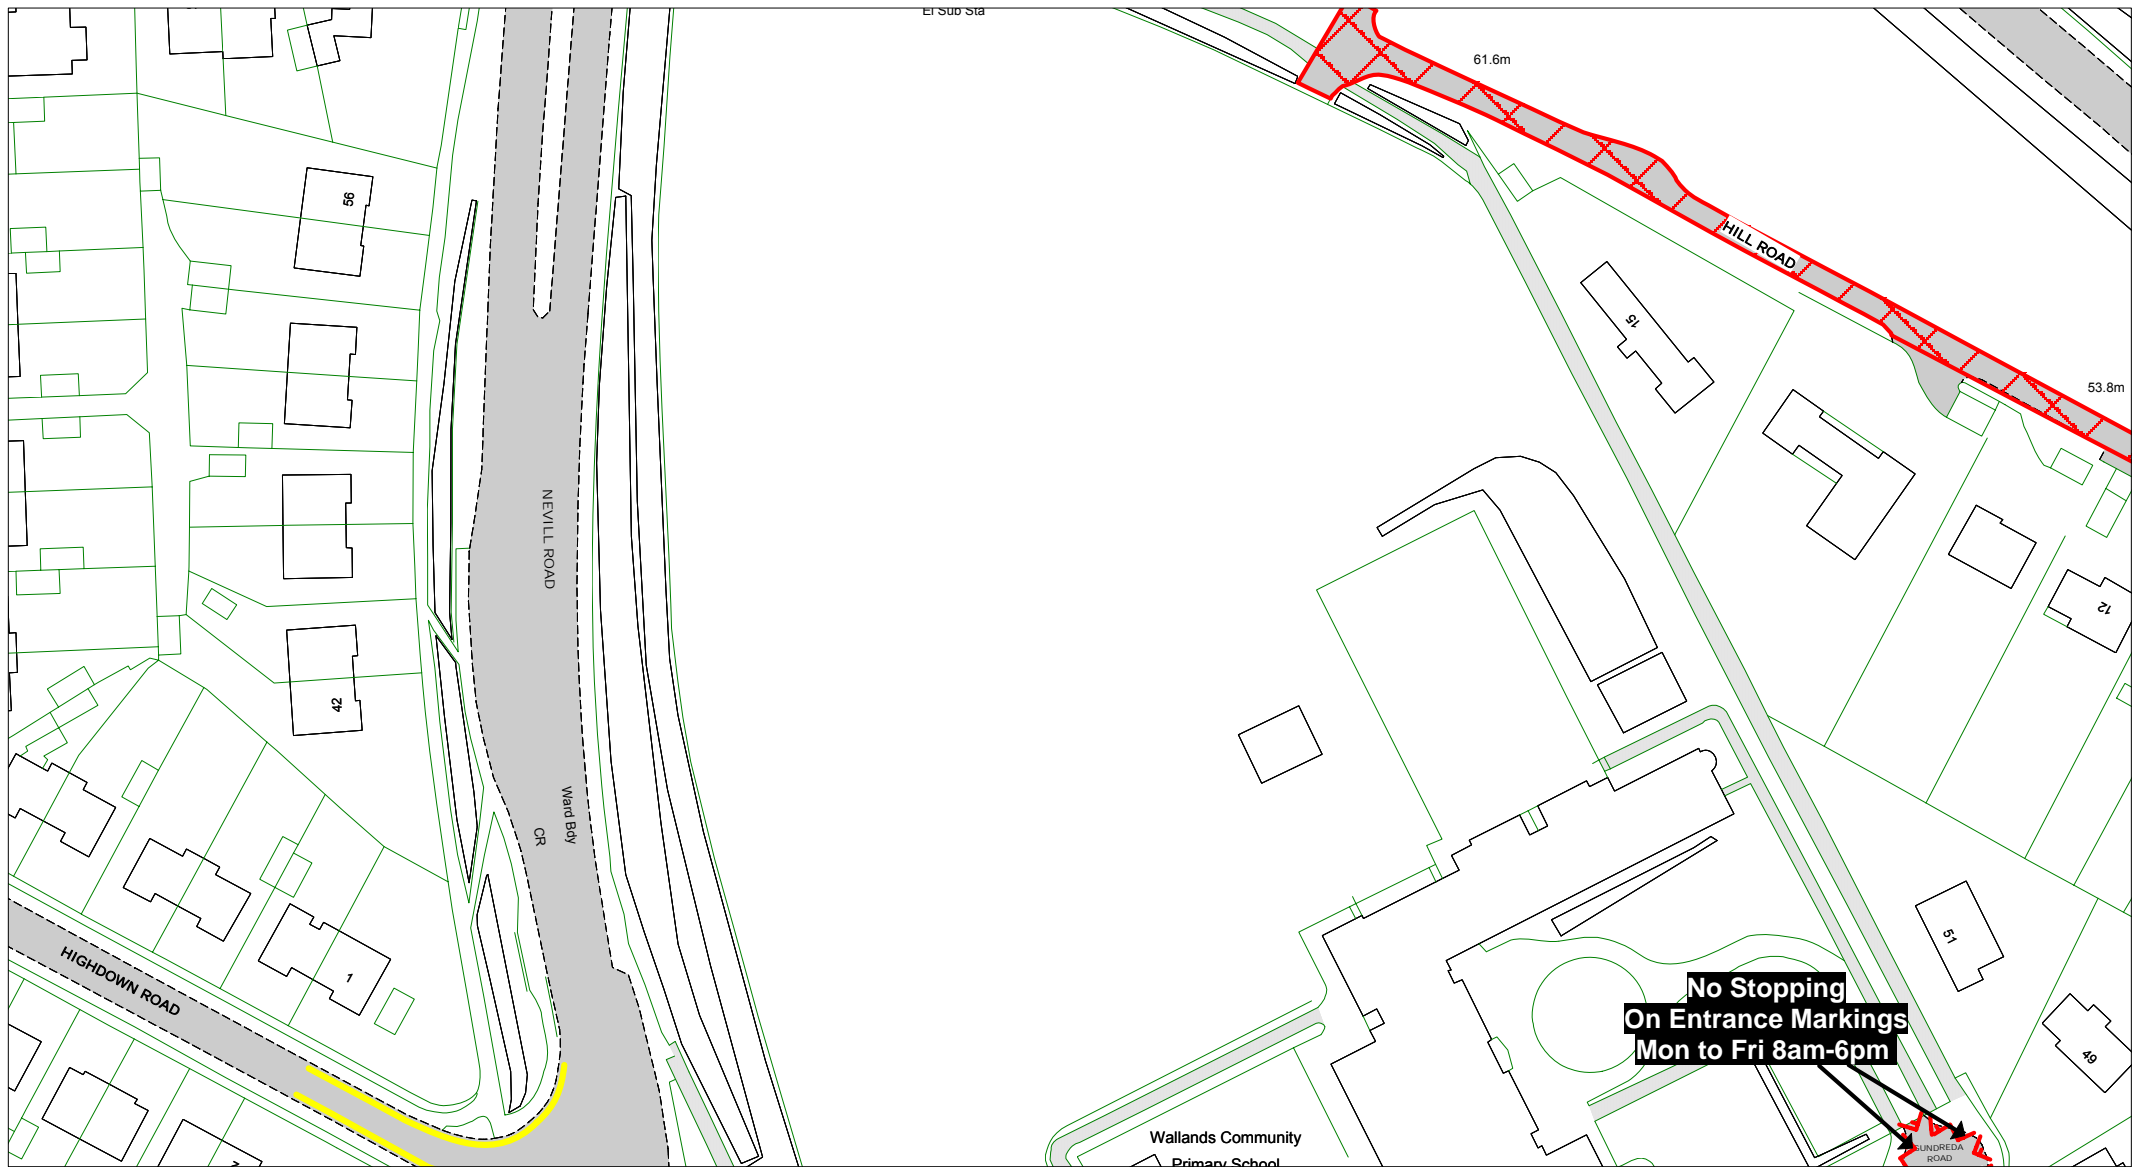 El Sub Sta
61.6m
HILL ROAD
53.8m
56
15
NEVILL ROAD
12
42
Ward Bdy
CR
51
No Stopping
On Entrance Markings
Mon to Fri 8am-6pm
49
HIGHDOWN ROAD
1
Wallands Community
Primary School
SUNDREDA
ROAD